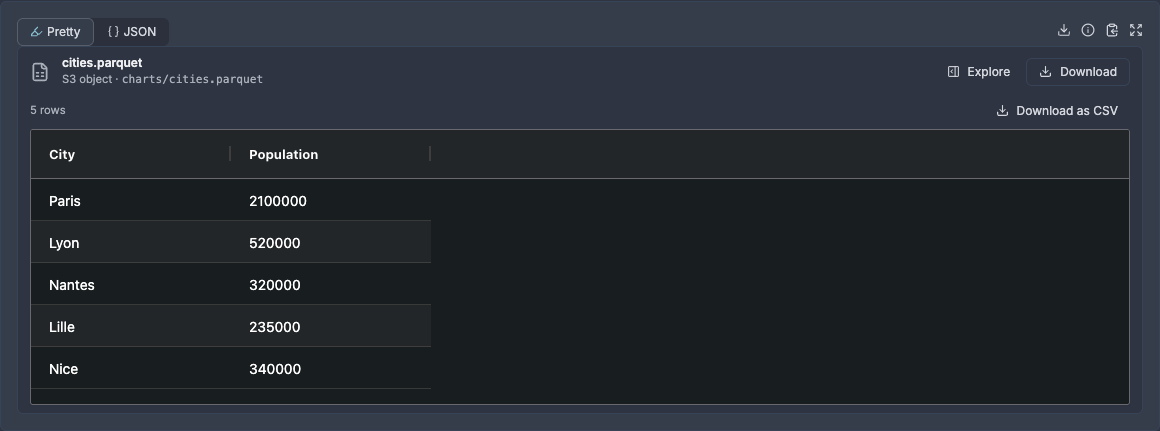 Pretty
{ } JSON
cities.parquet
S3 object · charts/cities.parquet
Explore
Download
5 rows
Download as CSV
City Population
Paris 2100000
Lyon 520000
Nantes 320000
Lille 235000
Nice 340000